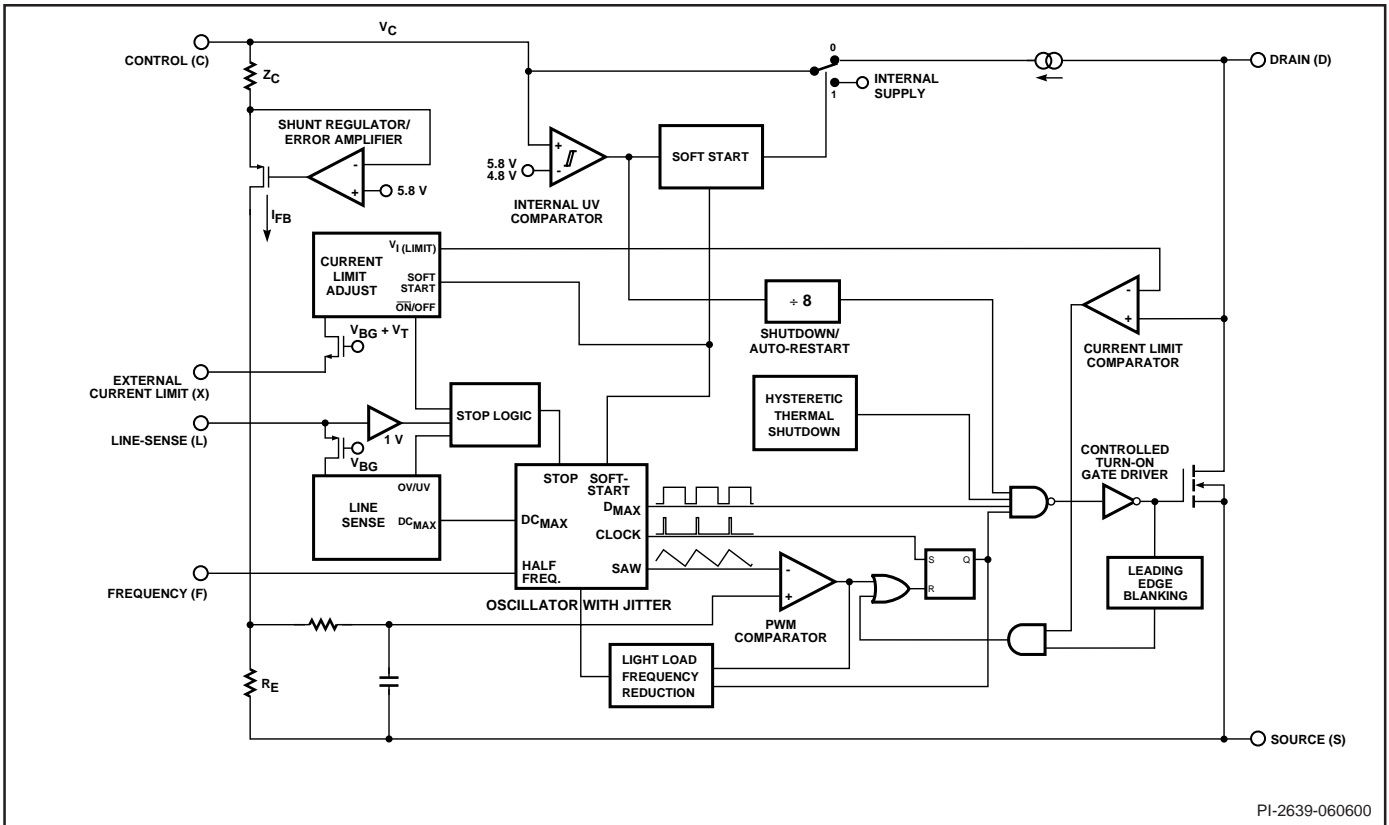 V_C
CONTROL (C)
Z_C
0
DRAIN (D)
1
INTERNAL
SUPPLY
SHUNT REGULATOR/
ERROR AMPLIFIER
-
+
5.8 V
I_FB
+
-
5.8 V
4.8 V
INTERNAL UV
COMPARATOR
SOFT START
CURRENT
LIMIT
ADJUST
V_I (LIMIT)
SOFT
START
O̅N̅/OFF
V_BG + V_T
÷ 8
SHUTDOWN/
AUTO-RESTART
-
+
CURRENT LIMIT
COMPARATOR
EXTERNAL
CURRENT LIMIT (X)
LINE-SENSE (L)
1 V
V_BG
STOP LOGIC
HYSTERETIC
THERMAL
SHUTDOWN
CONTROLLED
TURN-ON
GATE DRIVER
OV/UV
LINE
SENSE
DC_MAX
STOP
SOFT-
START
DC_MAX
D_MAX
CLOCK
HALF
FREQ.
SAW
OSCILLATOR WITH JITTER
FREQUENCY (F)
-
+
PWM
COMPARATOR
S
Q
R
LEADING
EDGE
BLANKING
LIGHT LOAD
FREQUENCY
REDUCTION
R_E
SOURCE (S)
PI-2639-060600